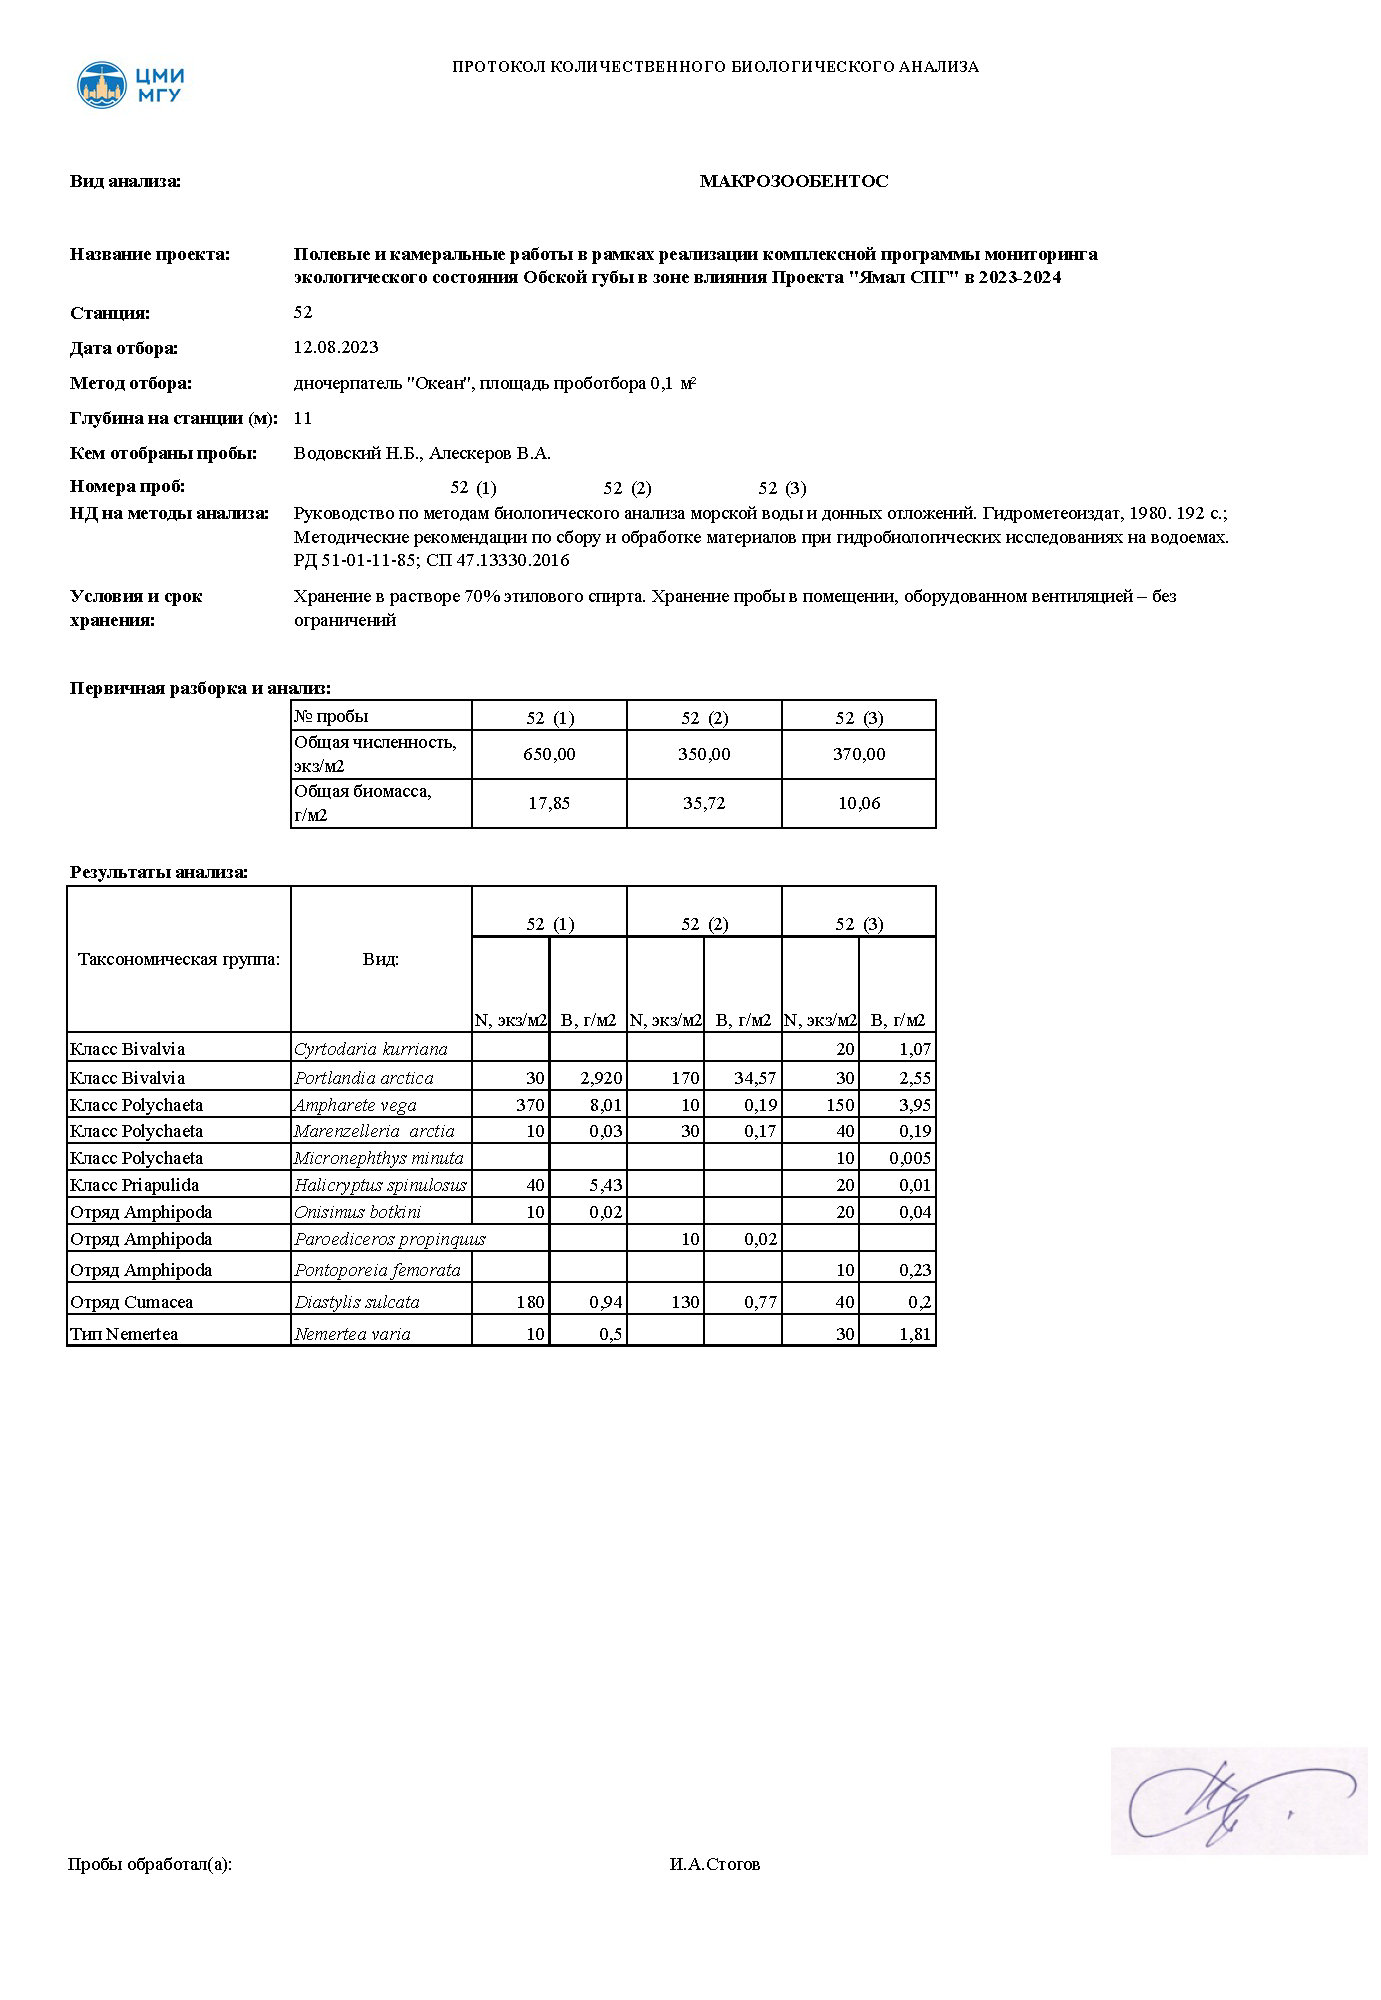 ЦМИ
МГУ
ПРОТОКОЛ КОЛИЧЕСТВЕННОГО БИОЛОГИЧЕСКОГО АНАЛИЗА
Вид анализа: МАКРОЗООБЕНТОС
Название проекта: Полевые и камеральные работы в рамках реализации комплексной программы мониторинга
экологического состояния Обской губы в зоне влияния Проекта "Ямал СПГ" в 2023-2024
Станция: 52
Дата отбора: 12.08.2023
Метод отбора: дночерпатель "Океан", площадь проботбора 0,1 м²
Глубина на станции (м): 11
Кем отобраны пробы: Водовский Н.Б., Алескеров В.А.
Номера проб: 52 (1) 52 (2) 52 (3)
НД на методы анализа: Руководство по методам биологического анализа морской воды и донных отложений. Гидрометеоиздат, 1980. 192 с.;
Методические рекомендации по сбору и обработке материалов при гидробиологических исследованиях на водоемах.
РД 51-01-11-85; СП 47.13330.2016
Условия и срок Хранение в растворе 70% этилового спирта. Хранение пробы в помещении, оборудованном вентиляцией – без
хранения: ограничений
Первичная разборка и анализ:
№ пробы 52 (1) 52 (2) 52 (3)
Общая численность,
экз/м2 650,00 350,00 370,00
Общая биомасса,
г/м2 17,85 35,72 10,06
Результаты анализа:
Таксономическая группа: Вид: 52 (1) 52 (2) 52 (3)
N, экз/м2 В, г/м2 N, экз/м2 В, г/м2 N, экз/м2 В, г/м2
Класс Bivalvia Cyrtodaria kurriana 20 1,07
Класс Bivalvia Portlandia arctica 30 2,920 170 34,57 30 2,55
Класс Polychaeta Ampharete vega 370 8,01 10 0,19 150 3,95
Класс Polychaeta Marenzelleria arctia 10 0,03 30 0,17 40 0,19
Класс Polychaeta Micronephthys minuta 10 0,005
Класс Priapulida Halicryptus spinulosus 40 5,43 20 0,01
Отряд Amphipoda Onisimus botkini 10 0,02 20 0,04
Отряд Amphipoda Paroediceros propinquus 10 0,02
Отряд Amphipoda Pontoporeia femorata 10 0,23
Отряд Cumacea Diastylis sulcata 180 0,94 130 0,77 40 0,2
Тип Nemertea Nemertea varia 10 0,5 30 1,81
Пробы обработал(а): И.А.Стогов